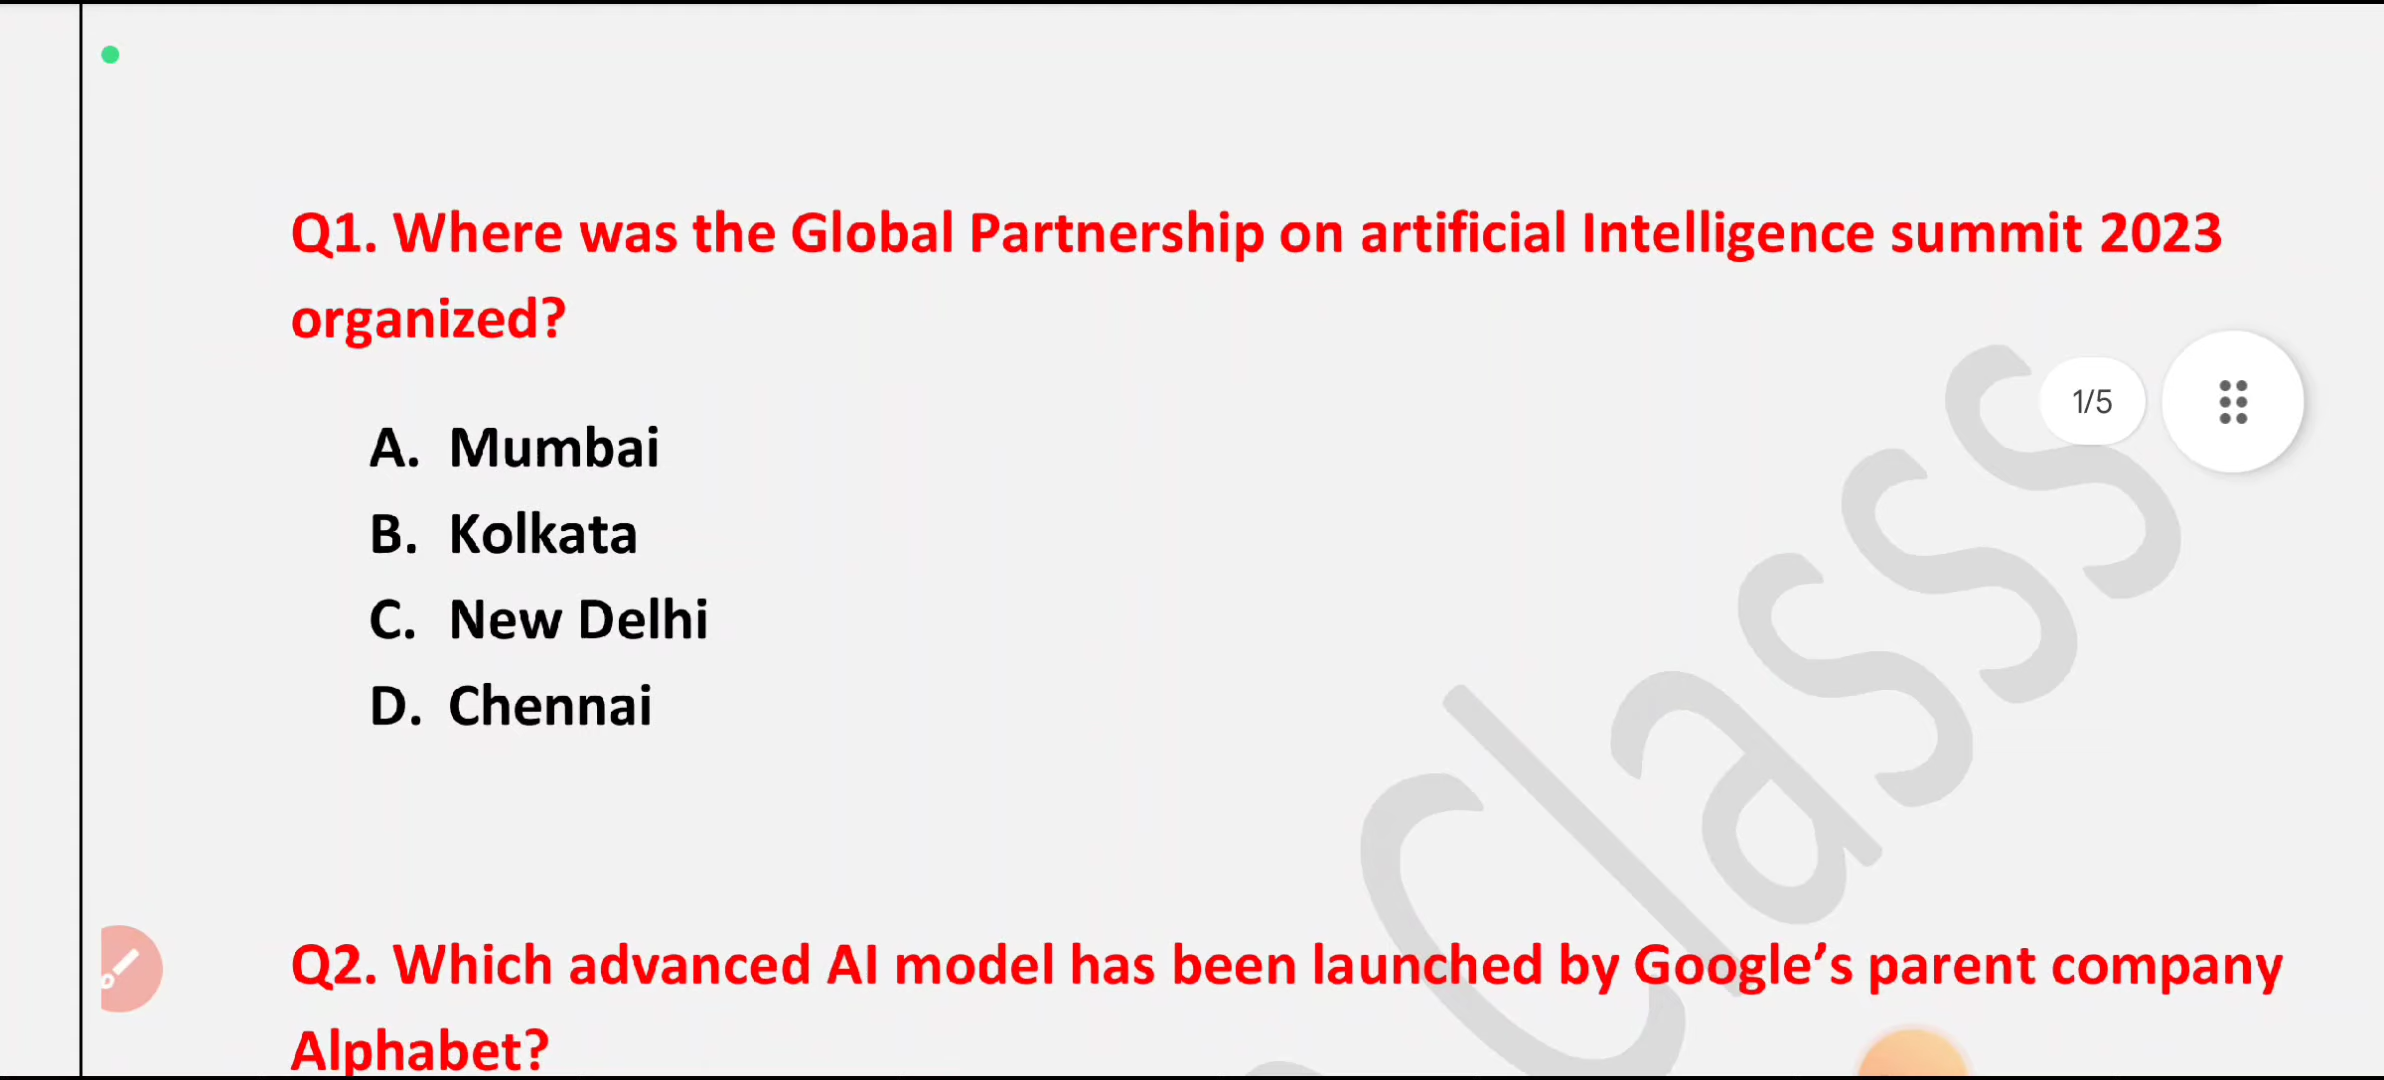 Q1. Where was the Global Partnership on artificial Intelligence summit 2023
organized?
1/5
A. Mumbai
B. Kolkata
C. New Delhi
D. Chennai
Class
Q2. Which advanced AI model has been launched by Google’s parent company
Alphabet?